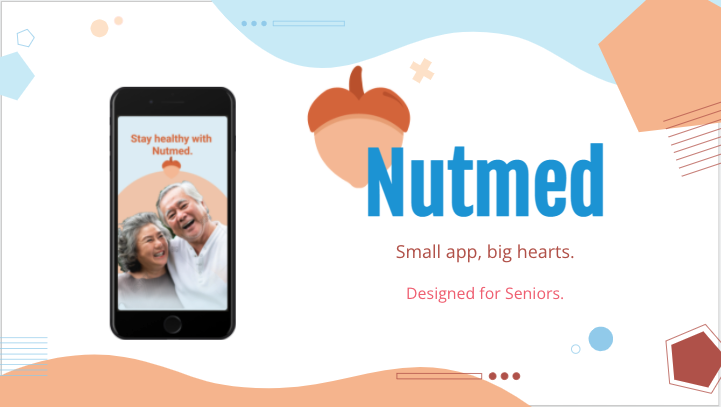 Stay healthy with
Nutmed.
Nutmed
Small app, big hearts.
Designed for Seniors.